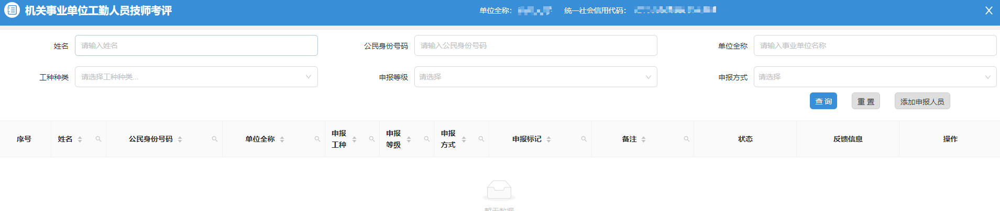 机关事业单位工勤人员技师考评
单位全称： 统一社会信用代码：
姓名 请输入姓名 公民身份号码 请输入公民身份号码 单位全称 请输入事业单位名称
工种种类 请选择工种种类... 申报等级 请选择 申报方式 请选择
查 询 重 置 添加申报人员
序号 姓名 公民身份号码 单位全称 申报工种 申报等级 申报方式 申报标记 备注 状态 反馈信息 操作
暂无数据